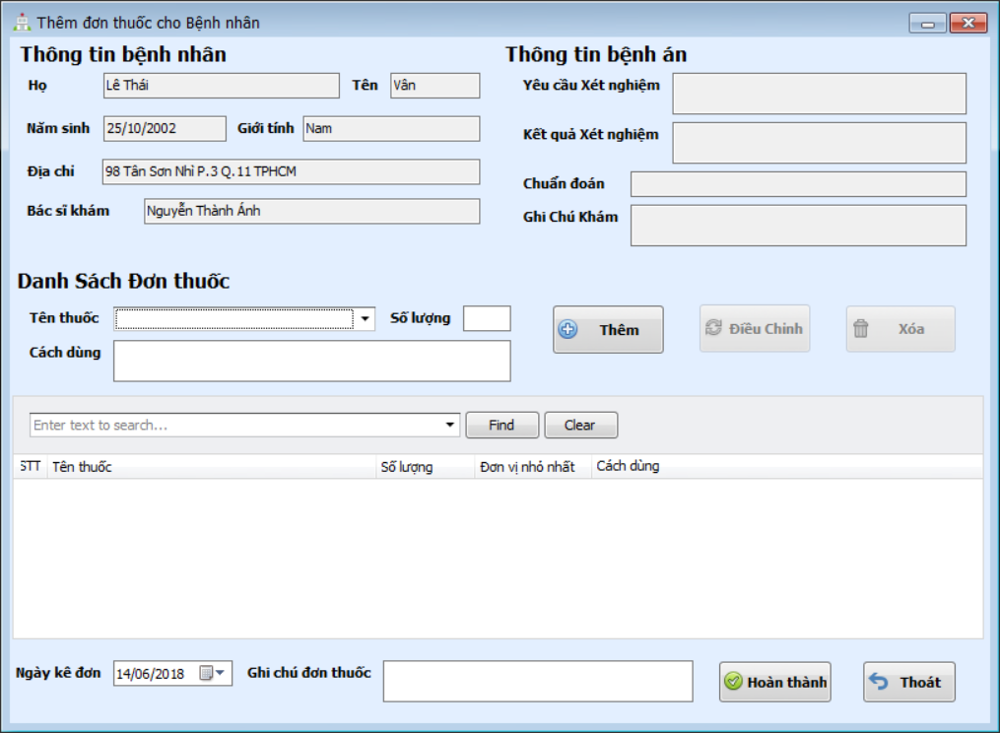 Thêm đơn thuốc cho Bệnh nhân
Thông tin bệnh nhân
Họ Lê Thái Tên Vân
Năm sinh 25/10/2002 Giới tính Nam
Địa chỉ 98 Tân Sơn Nhì P.3 Q.11 TPHCM
Bác sĩ khám Nguyễn Thành Ánh
Thông tin bệnh án
Yêu cầu Xét nghiệm
Kết quả Xét nghiệm
Chuẩn đoán
Ghi Chú Khám
Danh Sách Đơn thuốc
Tên thuốc Số lượng Thêm Điều Chỉnh Xóa
Cách dùng
Enter text to search... Find Clear
STT Tên thuốc Số lượng Đơn vị nhỏ nhất Cách dùng
Ngày kê đơn 14/06/2018 Ghi chú đơn thuốc Hoàn thành Thoát